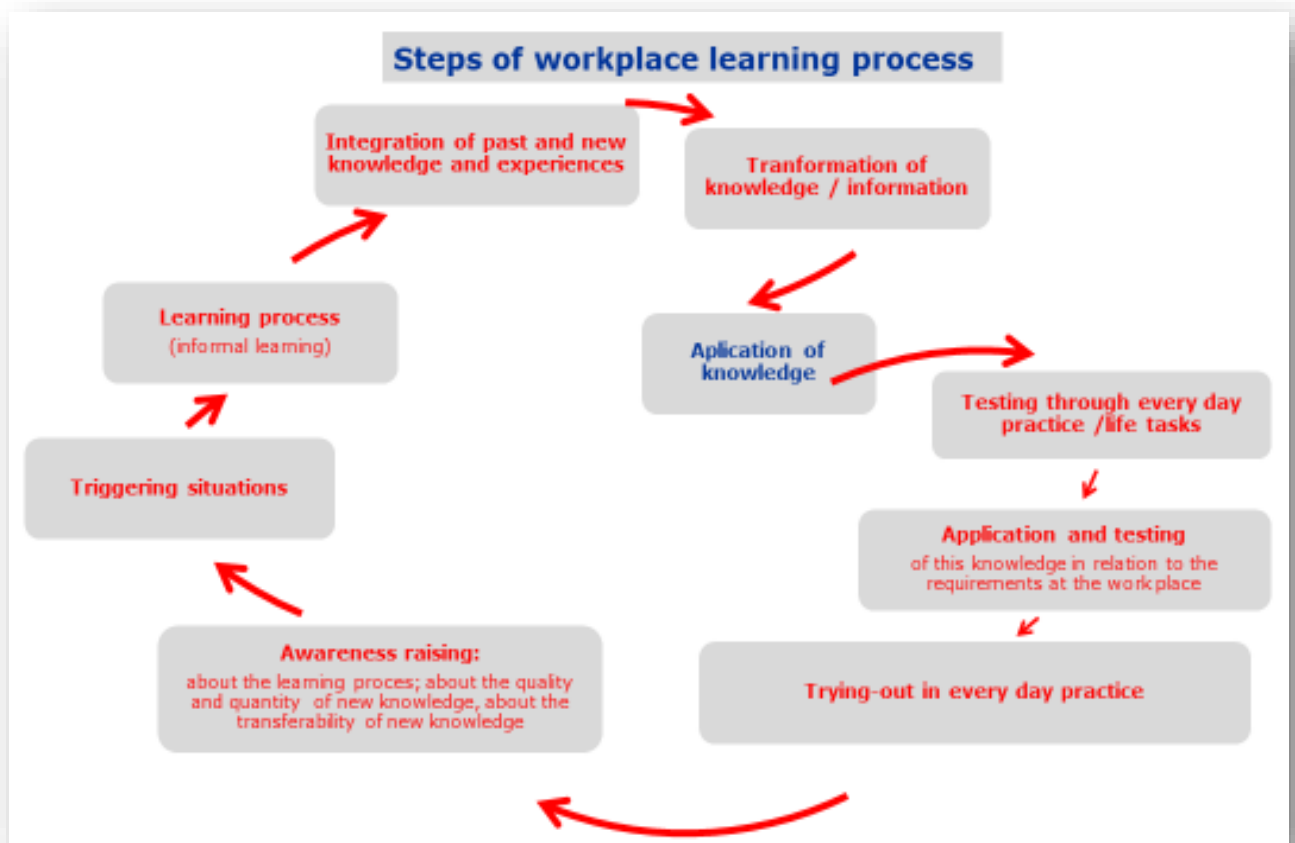 Steps of workplace learning process
Integration of past and new
knowledge and experiences
Tranformation of
knowledge / information
Learning process
(informal learning)
Aplication of
knowledge
Testing through every day
practice /life tasks
Triggering situations
Application and testing
of this knowledge in relation to the
requirements at the work place
Awareness raising:
about the learning proces; about the quality
and quantity of new knowledge, about the
transferability of new knowledge
Trying-out in every day practice